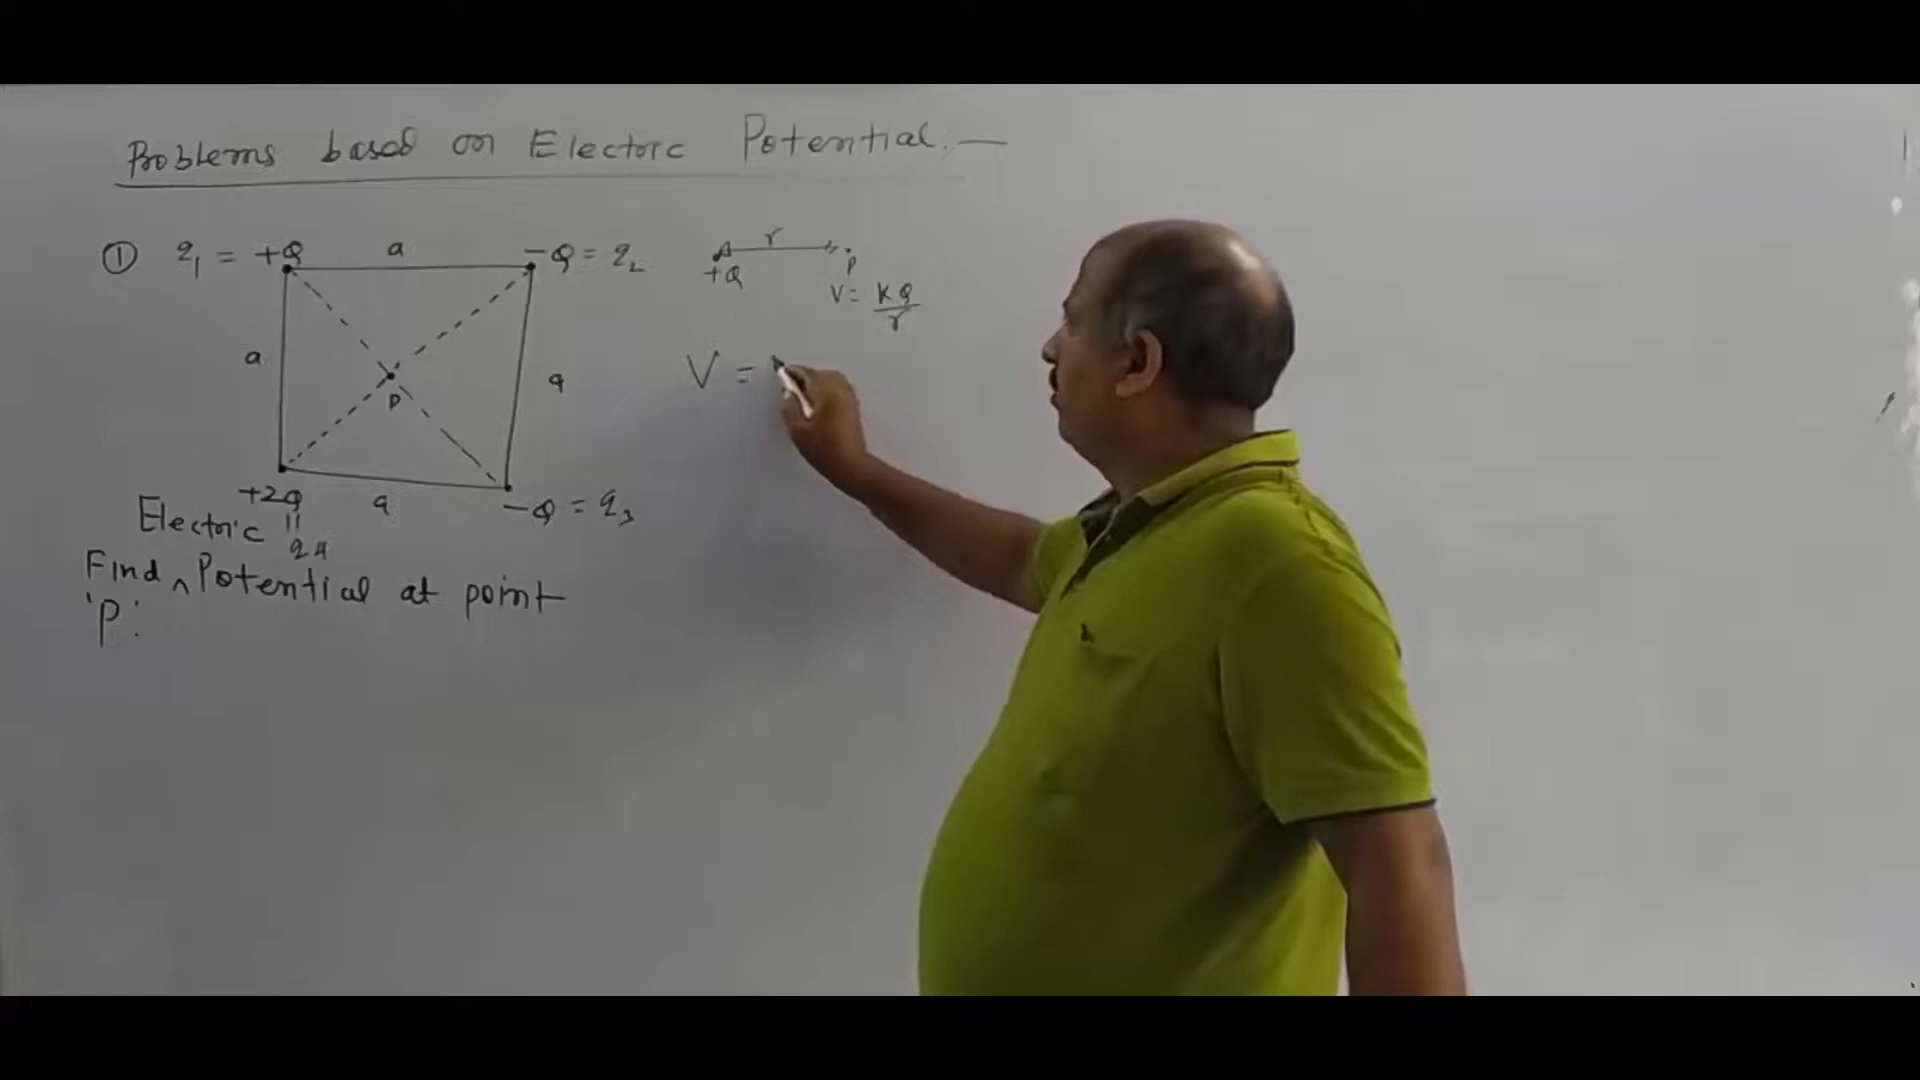 Problems based on Electric Potential. —
① q₁ = +Q a -Q = q₂
r
+Q P
V = KQ/r
a P a
V =
+2Q a -Q = q₃
Electric "
q₄
Find ^ Potential at point
'P'.